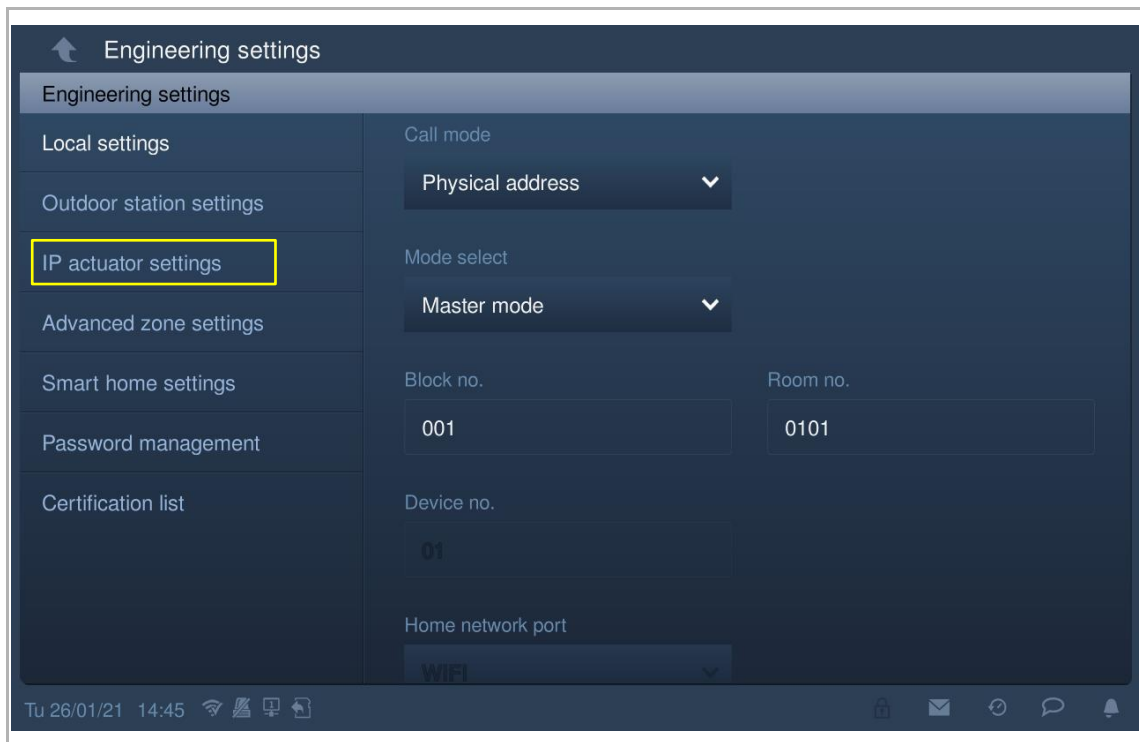 Engineering settings
Engineering settings
Local settings
Outdoor station settings
IP actuator settings
Advanced zone settings
Smart home settings
Password management
Certification list
Call mode
Physical address
Mode select
Master mode
Block no. Room no.
001 0101
Device no.
01
Home network port
WIFI
Tu 26/01/21 14:45